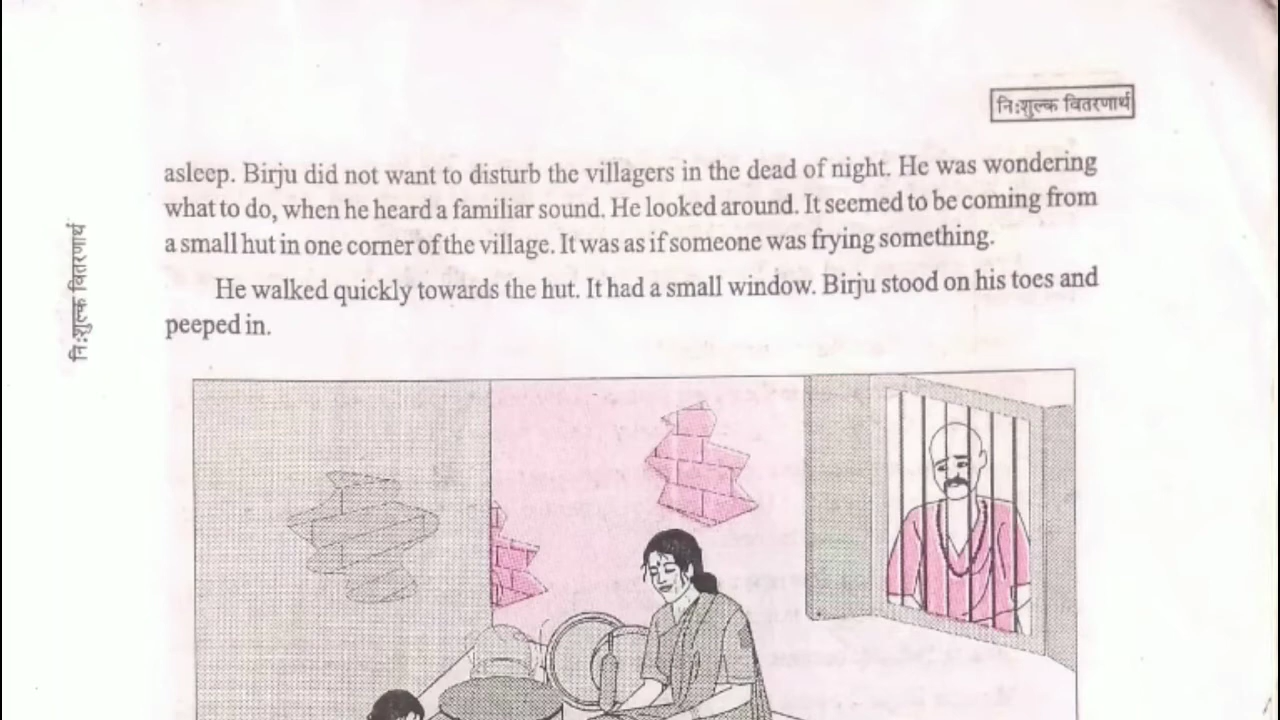 निःशुल्क वितरणार्थ
asleep. Birju did not want to disturb the villagers in the dead of night. He was wondering
what to do, when he heard a familiar sound. He looked around. It seemed to be coming from
a small hut in one corner of the village. It was as if someone was frying something.
He walked quickly towards the hut. It had a small window. Birju stood on his toes and
peeped in.
निःशुल्क वितरणार्थ